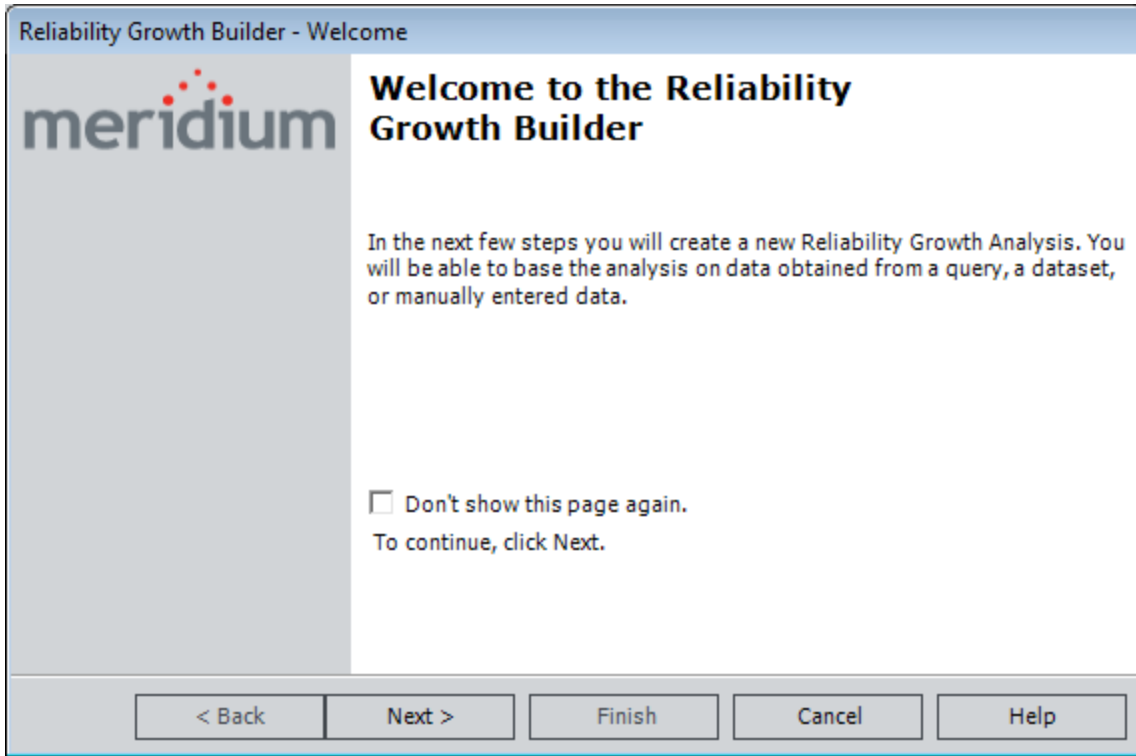 Reliability Growth Builder - Welcome
meridium
Welcome to the Reliability
Growth Builder
In the next few steps you will create a new Reliability Growth Analysis. You
will be able to base the analysis on data obtained from a query, a dataset,
or manually entered data.
Don't show this page again.
To continue, click Next.
< Back Next > Finish Cancel Help